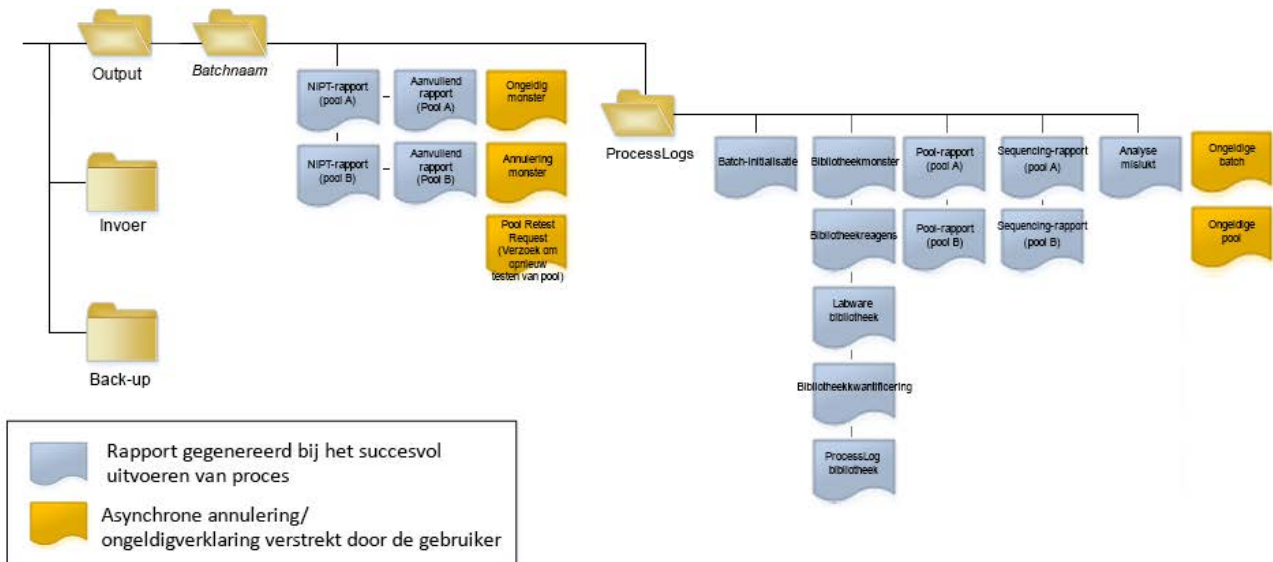 Output
Batchnaam
NIPT-rapport
(pool A)
Aanvullend
rapport
(Pool A)
Ongeldig
monster
NIPT-rapport
(pool B)
Aanvullend
rapport
(Pool B)
Annulering
monster
Pool Retest
Request
(Verzoek om
opnieuw
testen van pool)
ProcessLogs
Batch-initialisatie
Bibliotheekmonster
Pool-rapport
(pool A)
Sequencing-rapport
(pool A)
Analyse
mislukt
Ongeldige
batch
Bibliotheekreagens
Pool-rapport
(pool B)
Sequencing-rapport
(pool B)
Ongeldige
pool
Labware
bibliotheek
Bibliotheekkwantificering
ProcessLog
bibliotheek
Invoer
Back-up
Rapport gegenereerd bij het succesvol
uitvoeren van proces
Asynchrone annulering/
ongeldigverklaring verstrekt door de gebruiker